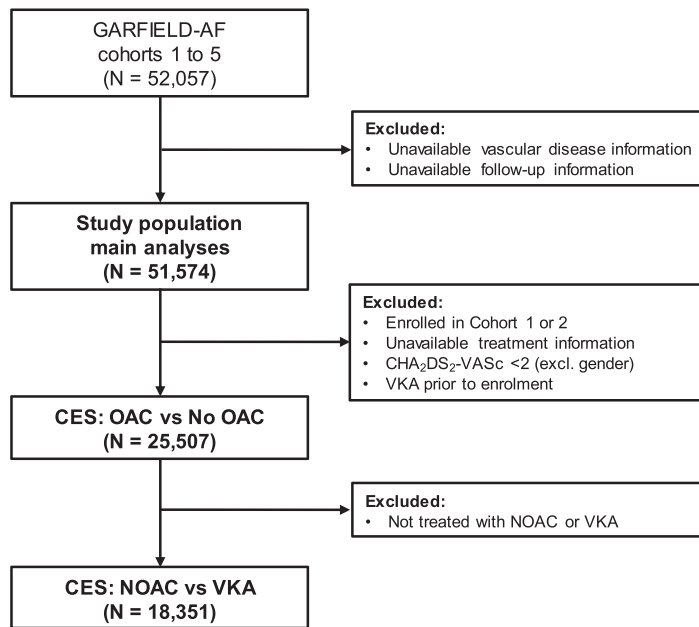 GARFIELD-AF
cohorts 1 to 5
(N = 52,057)
Excluded:
• Unavailable vascular disease information
• Unavailable follow-up information
Study population
main analyses
(N = 51,574)
Excluded:
• Enrolled in Cohort 1 or 2
• Unavailable treatment information
• CHA₂DS₂-VASc <2 (excl. gender)
• VKA prior to enrolment
CES: OAC vs No OAC
(N = 25,507)
Excluded:
• Not treated with NOAC or VKA
CES: NOAC vs VKA
(N = 18,351)